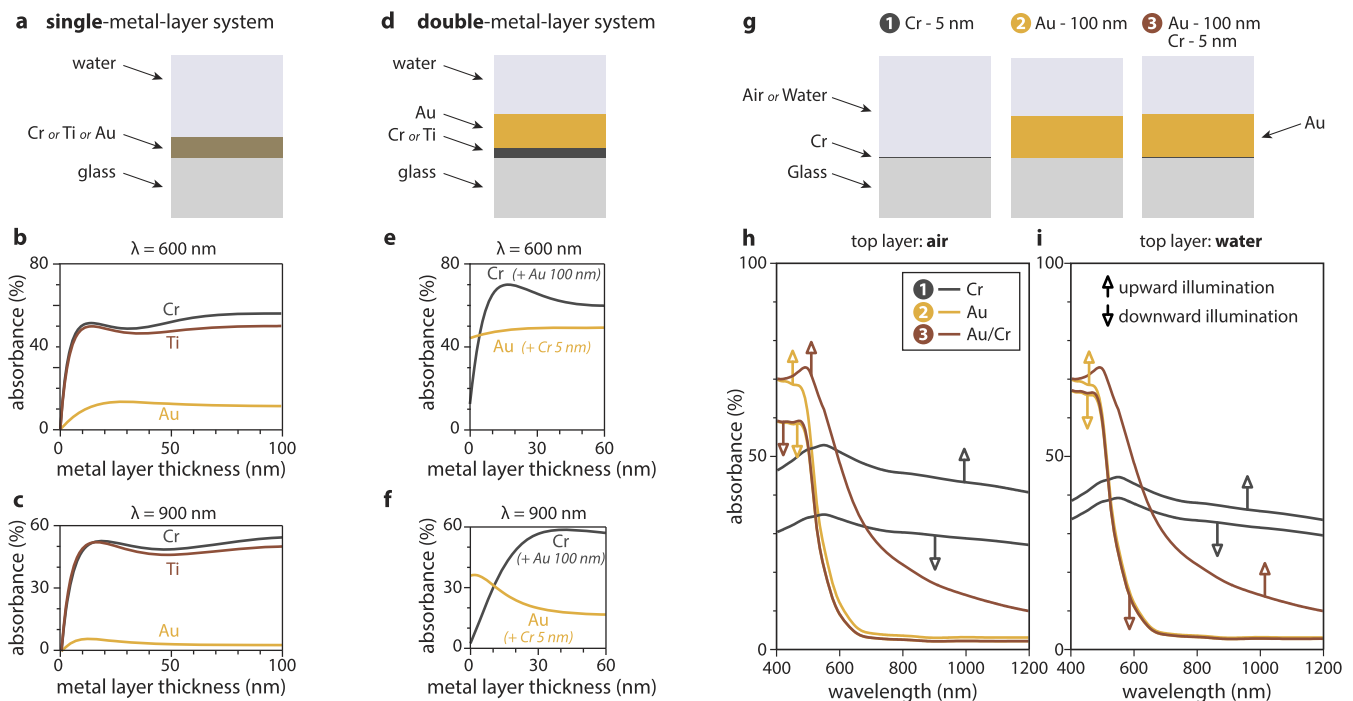 a single-metal-layer system
water
Cr or Ti or Au
glass
b
λ = 600 nm
absorbance (%)
80
40
0
Cr
Ti
Au
0 50 100
metal layer thickness (nm)
c
λ = 900 nm
absorbance (%)
60
30
0
Cr
Ti
Au
0 50 100
metal layer thickness (nm)
d double-metal-layer system
water
Au
Cr or Ti
glass
e
λ = 600 nm
absorbance (%)
80
40
0
Cr (+ Au 100 nm)
Au (+ Cr 5 nm)
0 30 60
metal layer thickness (nm)
f
λ = 900 nm
absorbance (%)
60
30
0
Cr
(+ Au 100 nm)
Au
(+ Cr 5 nm)
0 30 60
metal layer thickness (nm)
g
1 Cr - 5 nm
2 Au - 100 nm
3 Au - 100 nm
Cr - 5 nm
Air or Water
Cr
Glass
Au
h
top layer: air
absorbance (%)
100
50
0
1 Cr
2 Au
3 Au/Cr
400 600 800 1000 1200
wavelength (nm)
i
top layer: water
100
50
0
upward illumination
downward illumination
400 600 800 1000 1200
wavelength (nm)